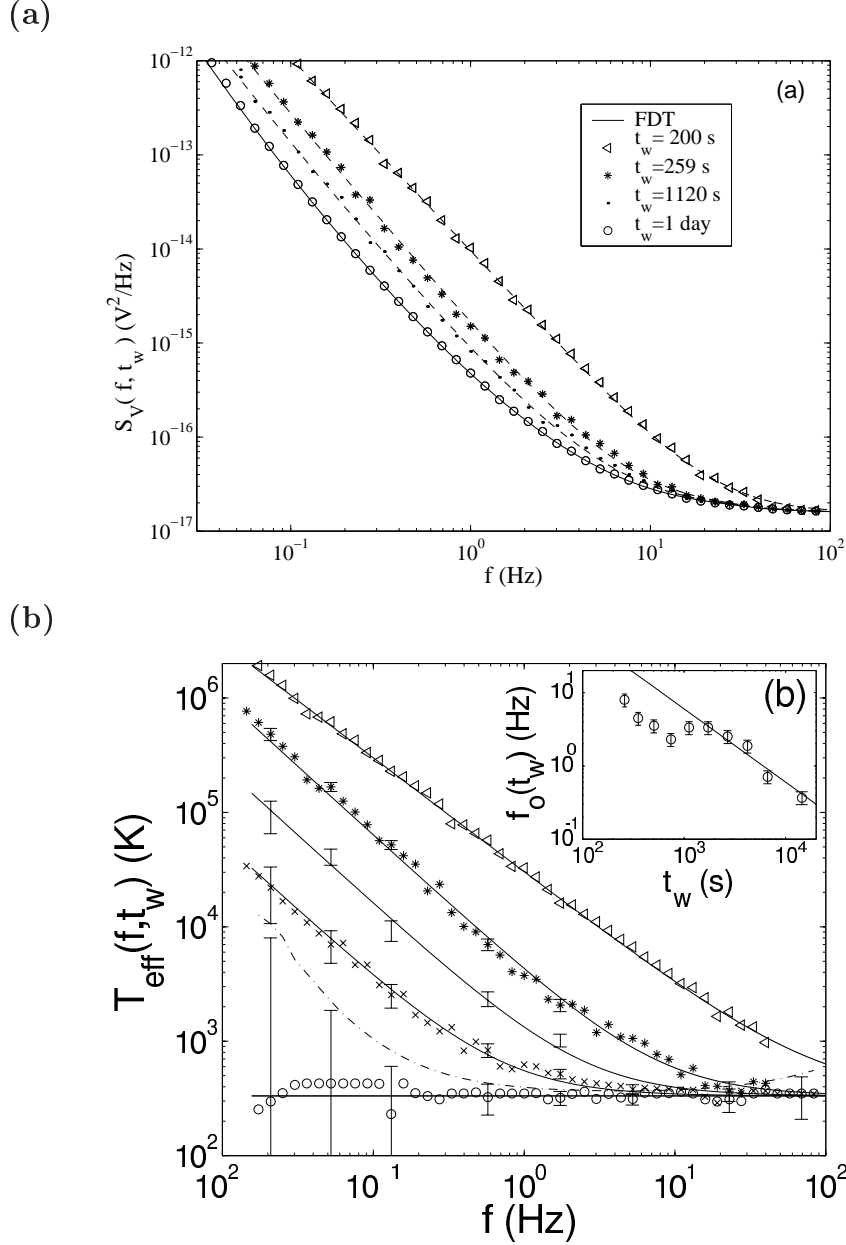 (a)
(a)
FDT
t_w= 200 s
t_w=259 s
t_w=1120 s
t_w=1 day
S_V( f, t_w ) (V^2/Hz)
10^−12
10^−13
10^−14
10^−15
10^−16
10^−17
10^−1 10^0 10^1 10^2
f (Hz)
(b)
(b)
T_eff(f,t_w) (K)
10^6
10^5
10^4
10^3
10^2
10^2 10^1 10^0 10^1 10^2
f (Hz)
f_o(t_w) (Hz)
10^1
10^0
10^1
10^2 10^3 10^4
t_w (s)